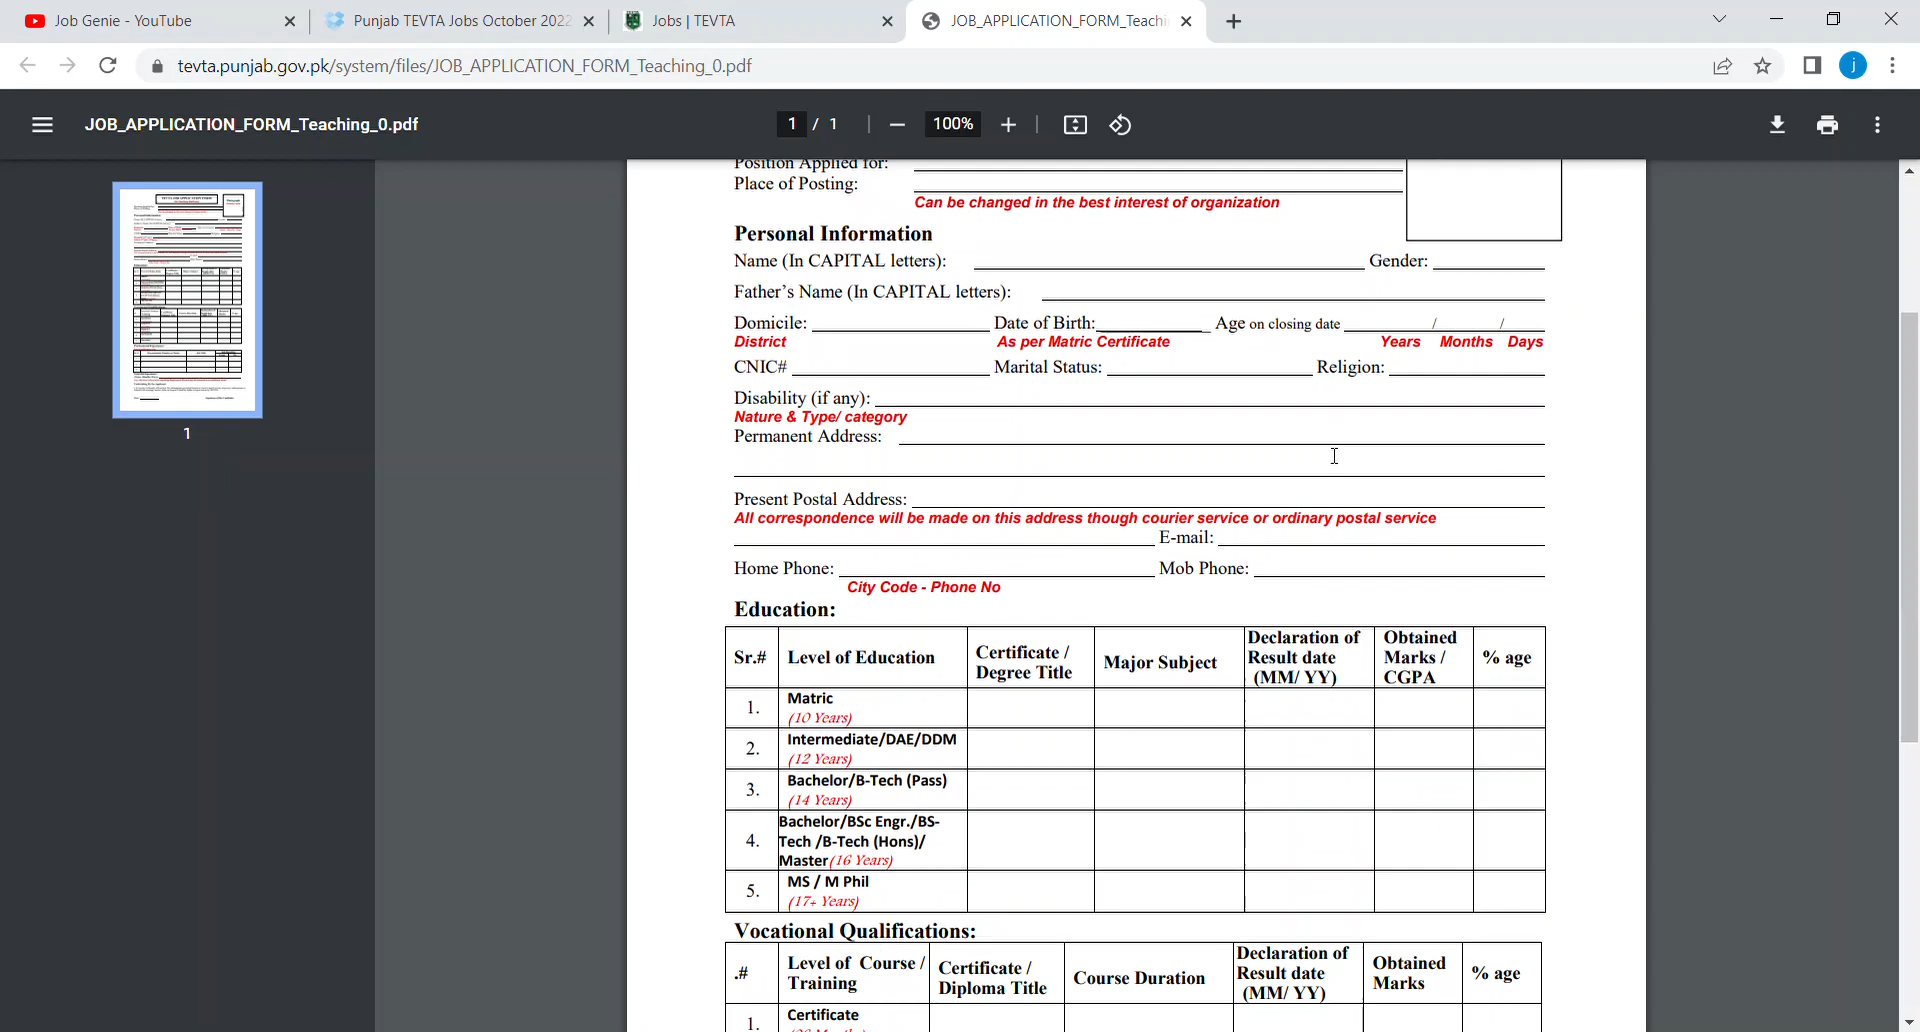 Job Genie - YouTube
Punjab TEVTA Jobs October 2022
Jobs | TEVTA
JOB_APPLICATION_FORM_Teachi
tevta.punjab.gov.pk/system/files/JOB_APPLICATION_FORM_Teaching_0.pdf
j
JOB_APPLICATION_FORM_Teaching_0.pdf
1 / 1
100%
1
Position Applied for:
Place of Posting:
Can be changed in the best interest of organization
Personal Information
Name (In CAPITAL letters): Gender:
Father's Name (In CAPITAL letters):
Domicile: Date of Birth: Age on closing date / /
District As per Matric Certificate Years Months Days
CNIC# Marital Status: Religion:
Disability (if any):
Nature & Type/ category
Permanent Address:
Present Postal Address:
All correspondence will be made on this address though courier service or ordinary postal service
E-mail:
Home Phone: Mob Phone:
City Code - Phone No
Education:
Sr.# Level of Education Certificate / Degree Title Major Subject Declaration of Result date (MM/ YY) Obtained Marks / CGPA % age
1. Matric
(10 Years)
2. Intermediate/DAE/DDM
(12 Years)
3. Bachelor/B-Tech (Pass)
(14 Years)
4. Bachelor/BSc Engr./BS-
Tech /B-Tech (Hons)/
Master(16 Years)
5. MS / M Phil
(17+ Years)
Vocational Qualifications:
.# Level of Course / Training Certificate / Diploma Title Course Duration Declaration of Result date (MM/ YY) Obtained Marks % age
1. Certificate